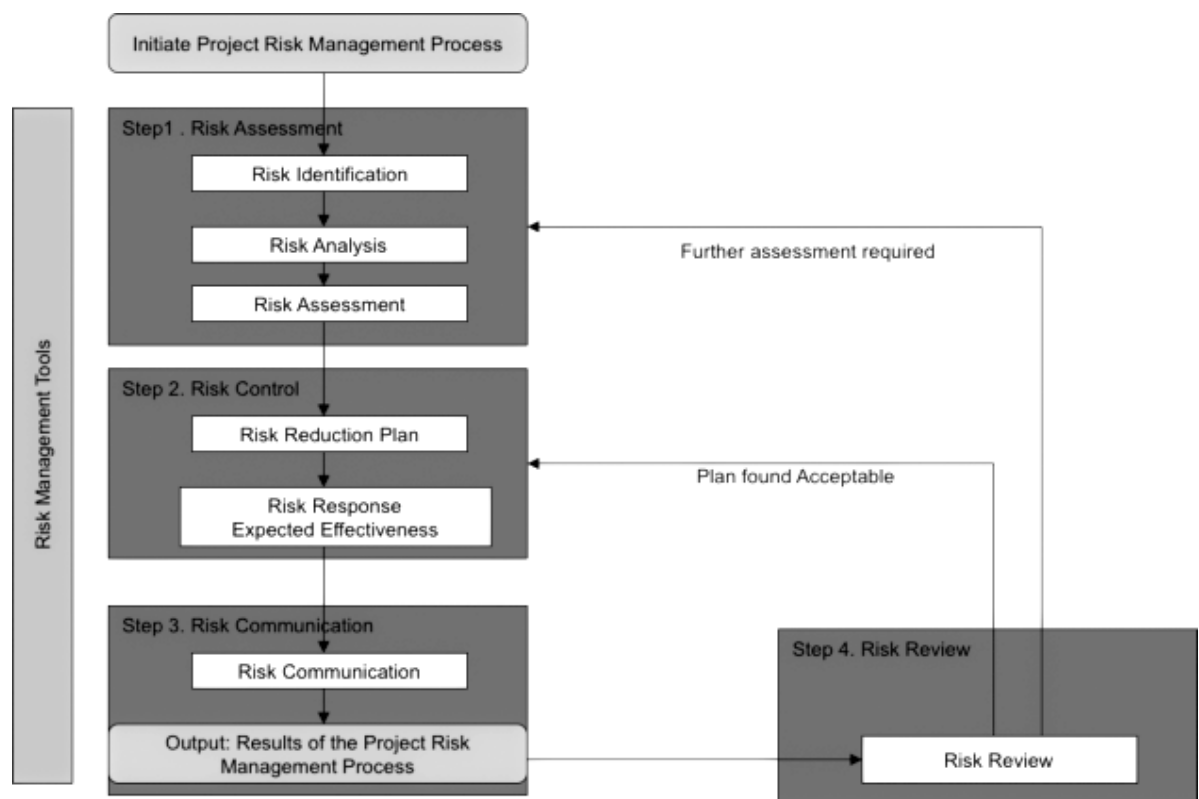 Initiate Project Risk Management Process
Risk Management Tools
Step1 . Risk Assessment
Risk Identification
Risk Analysis
Risk Assessment
Further assessment required
Step 2. Risk Control
Risk Reduction Plan
Risk Response
Expected Effectiveness
Plan found Acceptable
Step 3. Risk Communication
Risk Communication
Output: Results of the Project Risk
Management Process
Step 4. Risk Review
Risk Review